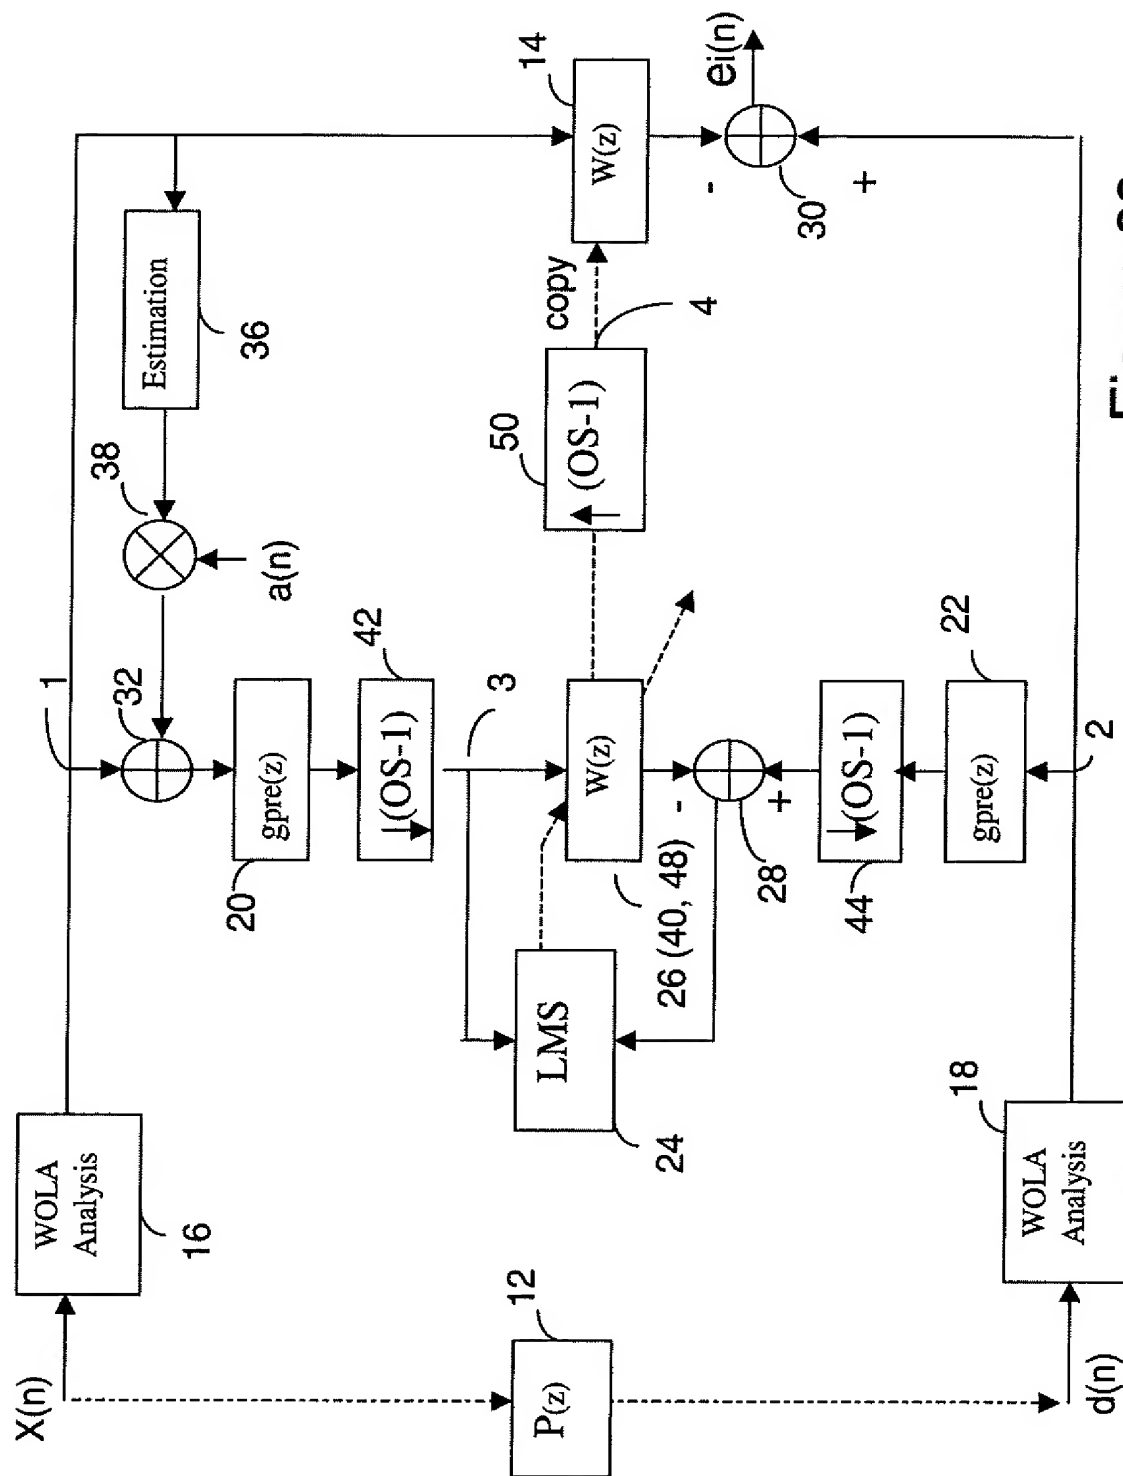 X(n)
WOLA
Analysis
16
1
32
38
a(n)
Estimation
36
14
W(z)
ei(n)
30
-
+
copy
4
50
(OS-1)
20
gpre(z)
42
(OS-1)
3
W(z)
26 (40, 48)
-
+
28
LMS
24
44
(OS-1)
22
gpre(z)
2
12
P(z)
18
WOLA
Analysis
d(n)